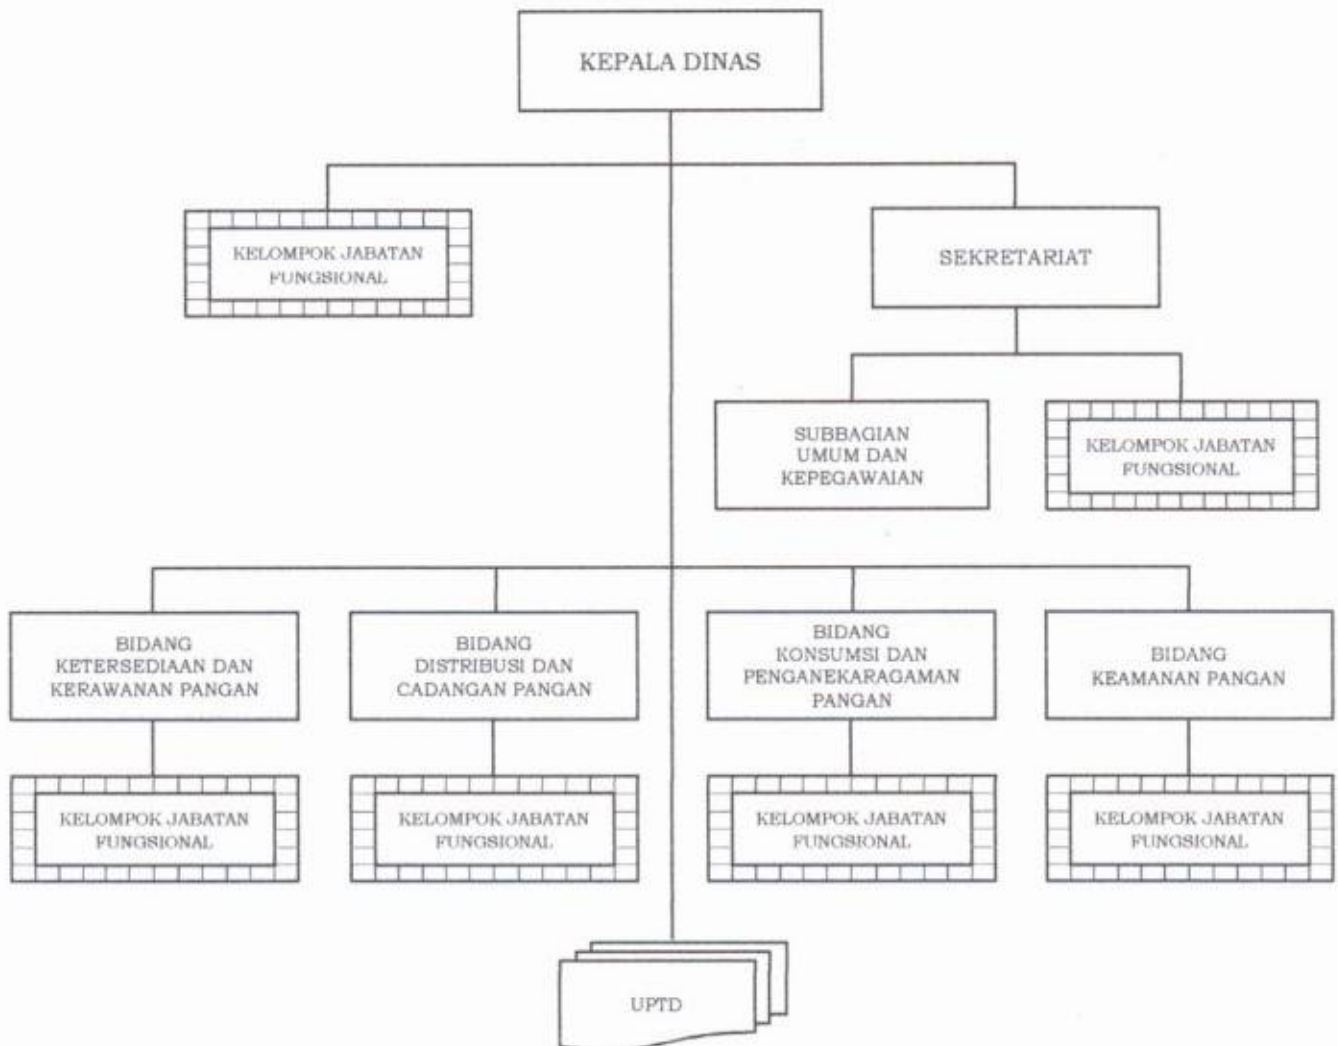 KEPALA DINAS
KELOMPOK JABATAN
FUNGSIONAL
SEKRETARIAT
SUBBAGIAN
UMUM DAN
KEPEGAWAIAN
KELOMPOK JABATAN
FUNGSIONAL
BIDANG
KETERSEDIAAN DAN
KERAWANAN PANGAN
BIDANG
DISTRIBUSI DAN
CADANGAN PANGAN
BIDANG
KONSUMSI DAN
PENGANEKARAGAMAN
PANGAN
BIDANG
KEAMANAN PANGAN
KELOMPOK JABATAN
FUNGSIONAL
KELOMPOK JABATAN
FUNGSIONAL
KELOMPOK JABATAN
FUNGSIONAL
KELOMPOK JABATAN
FUNGSIONAL
UPTD